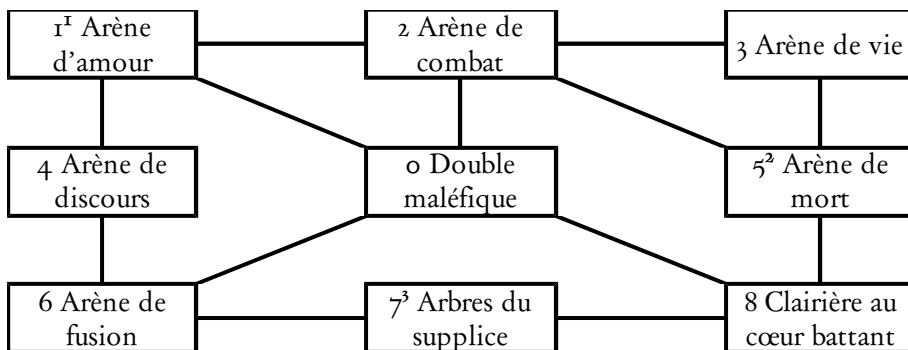 1¹ Arène
d’amour
2 Arène de
combat
3 Arène de vie
4 Arène de
discours
0 Double
maléfique
5² Arène de
mort
6 Arène de
fusion
7³ Arbres du
supplice
8 Clairière au
cœur battant